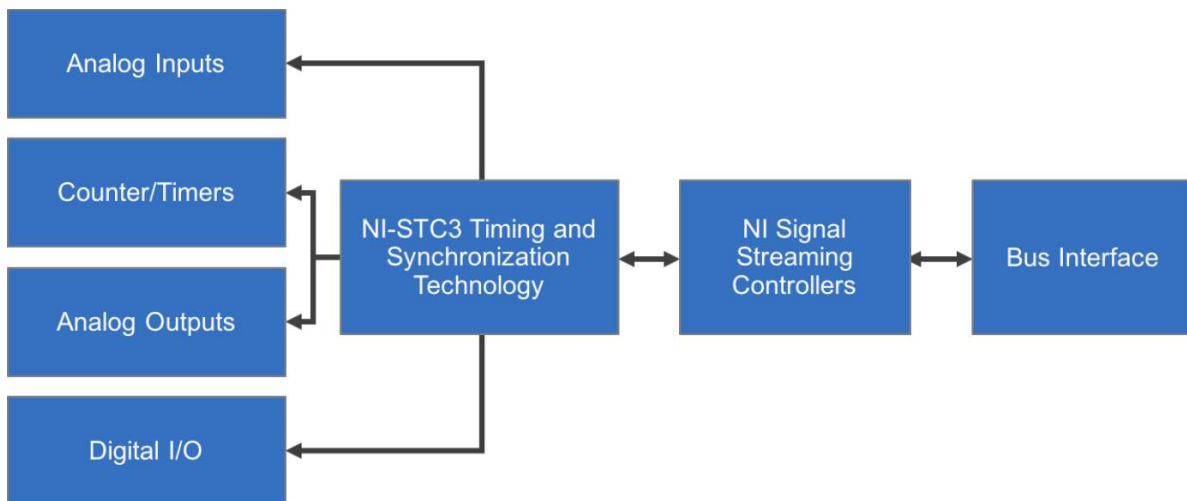 Analog Inputs
Counter/Timers
Analog Outputs
Digital I/O
NI-STC3 Timing and
Synchronization
Technology
NI Signal
Streaming
Controllers
Bus Interface